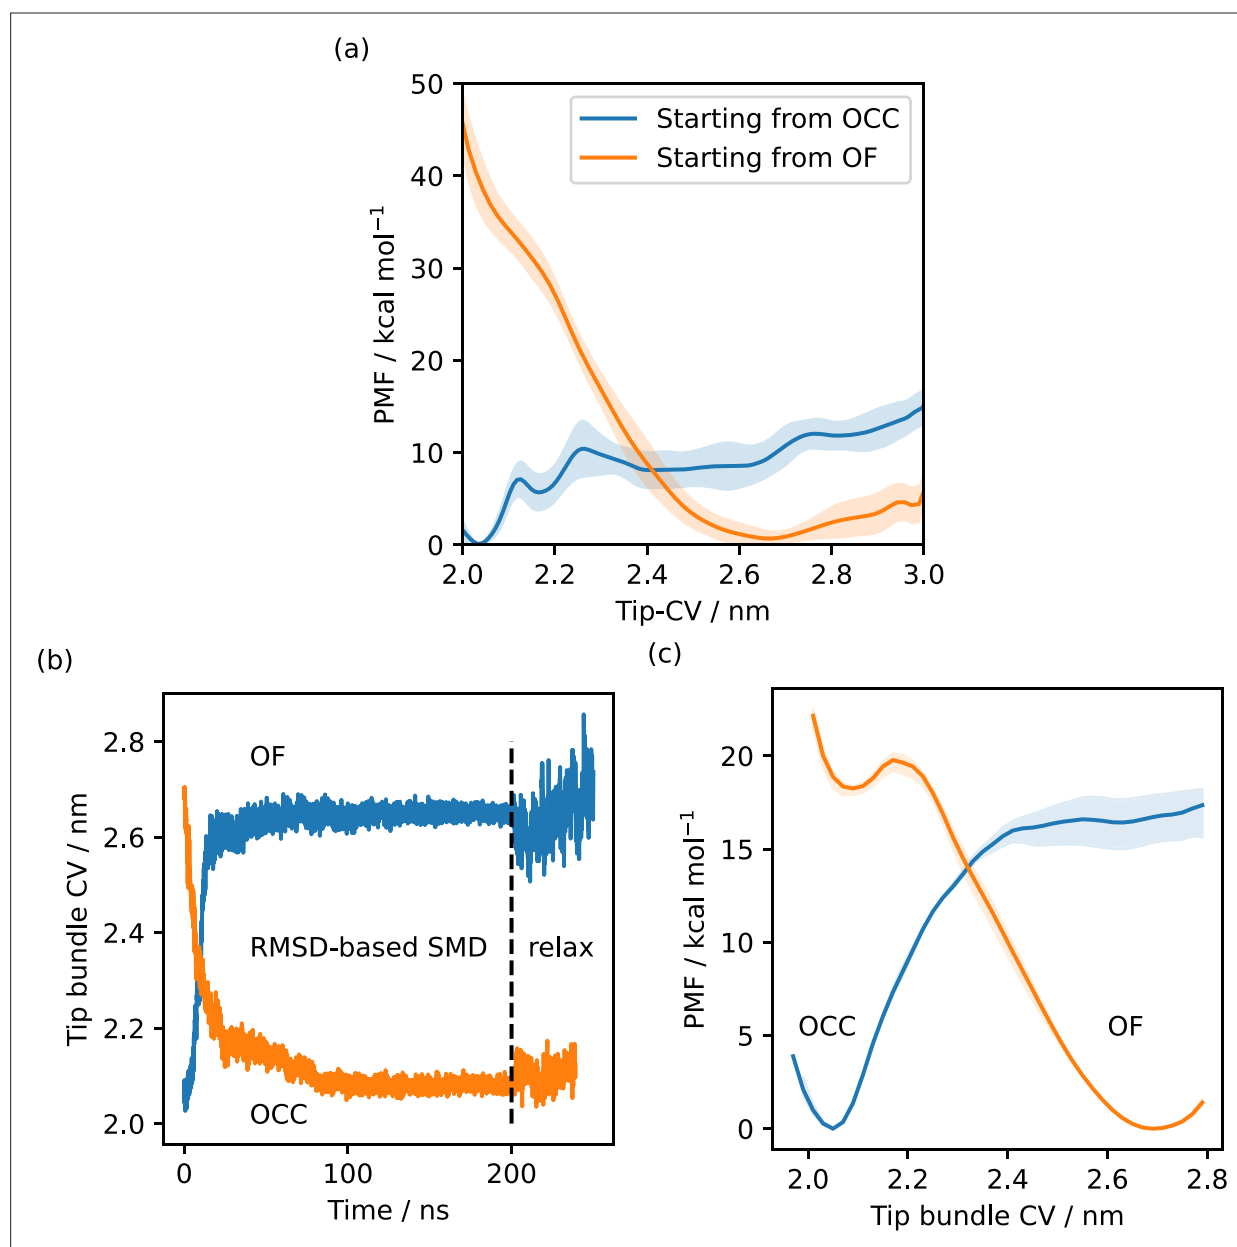 (a)
50
40
30
20
10
0
PMF / kcal mol⁻¹
Starting from OCC
Starting from OF
2.0 2.2 2.4 2.6 2.8 3.0
Tip-CV / nm
(b)
2.8
2.6
2.4
2.2
2.0
Tip bundle CV / nm
OF
RMSD-based SMD relax
OCC
0 100 200
Time / ns
(c)
20
15
10
5
0
PMF / kcal mol⁻¹
OCC OF
2.0 2.2 2.4 2.6 2.8
Tip bundle CV / nm